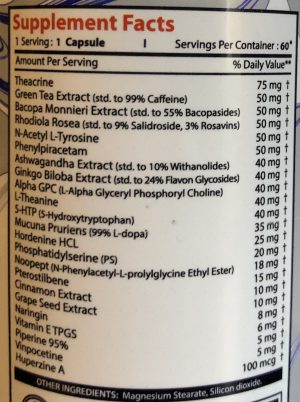 Supplement Facts
1 Serving: 1 Capsule | Servings Per Container : 60*
Amount Per Serving % Daily Value**
Theacrine 75 mg †
Green Tea Extract (std. to 99% Caffeine) 50 mg †
Bacopa Monnieri Extract (std. to 55% Bacopasides) 50 mg †
Rhodiola Rosea (std. to 9% Salidroside, 3% Rosavins) 50 mg †
N-Acetyl L-Tyrosine 50 mg †
Phenylpiracetam 50 mg †
Ashwagandha Extract (std. to 10% Withanolides) 40 mg †
Ginkgo Biloba Extract (std. to 24% Flavon Glycosides) 40 mg †
Alpha GPC (L-Alpha Glyceryl Phosphoryl Choline) 40 mg †
L-Theanine 40 mg †
5-HTP (5-Hydroxytryptophan) 40 mg †
Mucuna Pruriens (99% L-dopa) 35 mg †
Hordenine HCL 25 mg †
Phosphatidylserine (PS) 20 mg †
Noopept (N-Phenylacetyl-L-prolylglycine Ethyl Ester) 18 mg †
Pterostilbene 15 mg †
Cinnamon Extract 10 mg †
Grape Seed Extract 10 mg †
Naringin 8 mg †
Vitamin E TPGS 6 mg †
Piperine 95% 5 mg †
Vinpocetine 5 mg †
Huperzine A 100 mcg †
OTHER INGREDIENTS: Magnesium Stearate, Silicon dioxide.